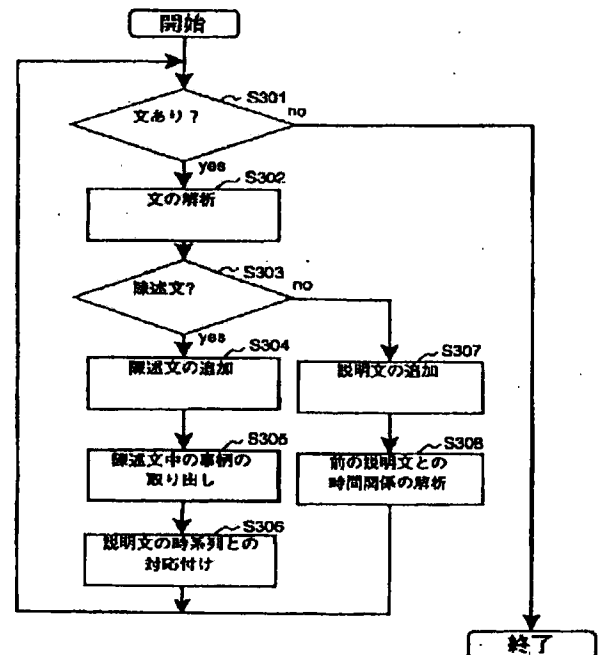 開始
S301
文あり？
no
yes
S302
文の解析
S303
陳述文?
no
yes
S304
陳述文の追加
S307
説明文の追加
S305
陳述文中の事柄の
取り出し
S308
前の説明文との
時間関係の解析
S306
説明文の時系列との
対応付け
終了